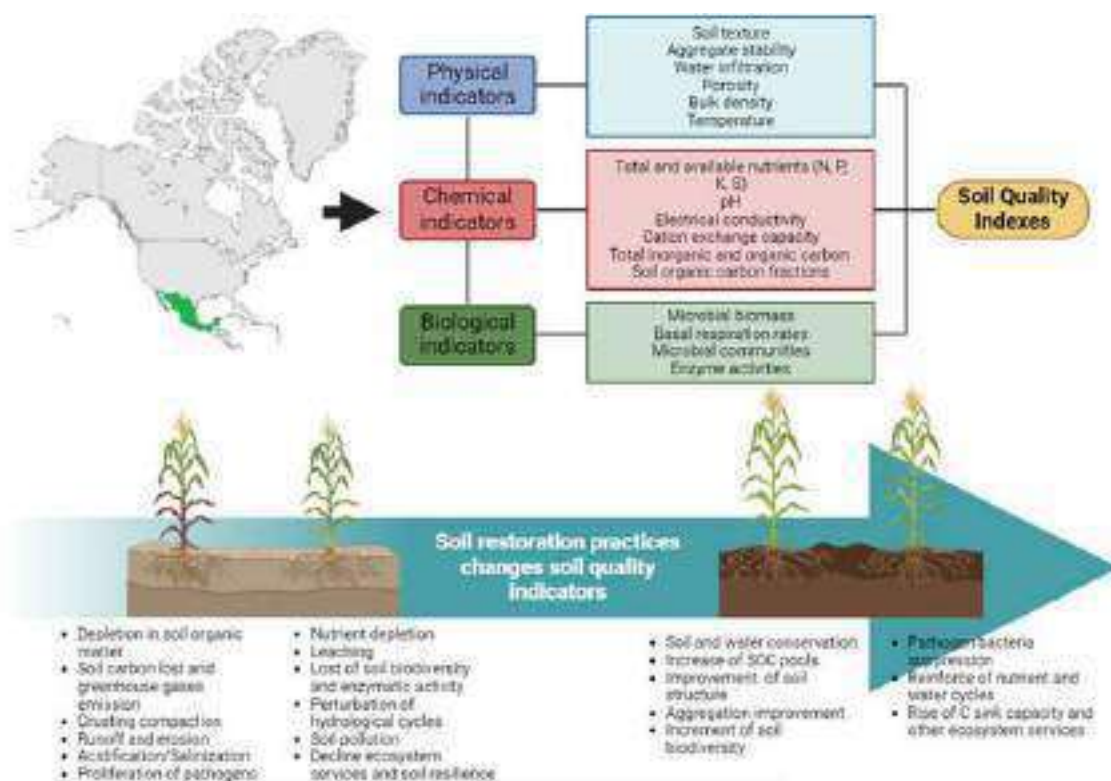 Physical
indicators
Soil texture
Aggregate stability
Water infiltration
Porosity
Bulk density
Temperature
Chemical
indicators
Total and available nutrients (N, P,
K, S)
pH
Electrical conductivity
Cation exchange capacity
Total inorganic and organic carbon
Soil organic carbon fractions
Soil Quality
Indexes
Biological
indicators
Microbial biomass
Basal respiration rates
Microbial communities
Enzyme activities
Soil restoration practices
changes soil quality
indicators
• Depletion in soil organic
matter
• Soil carbon lost and
greenhouse gases
emission
• Crusting compaction
• Runoff and erosion
• Acidification/Salinization
• Proliferation of pathogens
• Nutrient depletion
• Leaching
• Lost of soil biodiversity
and enzymatic activity
• Perturbation of
hydrological cycles
• Soil pollution
• Decline ecosystem
services and soil resilience
• Soil and water conservation
• Increase of SOC pools
• Improvement of soil
structure
• Aggregation improvement
• Increment of soil
biodiversity
• Pathogen bacteria
suppression
• Reinforce of nutrient and
water cycles
• Rise of C sink capacity and
other ecosystem services